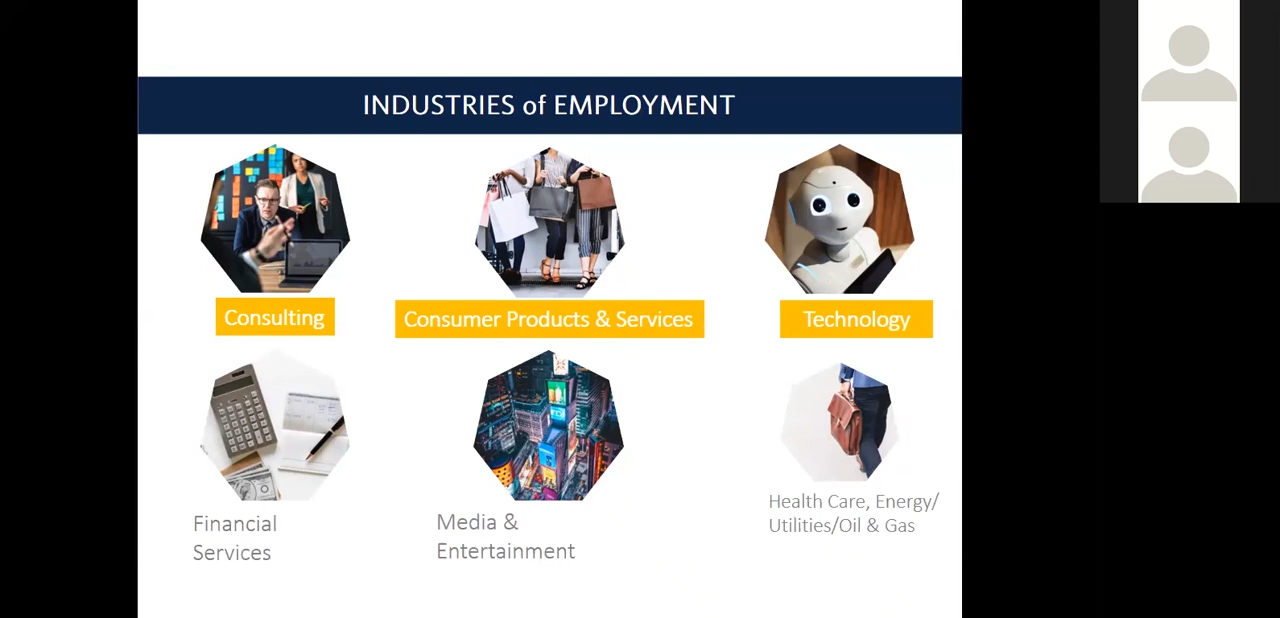 INDUSTRIES of EMPLOYMENT
Consulting
Consumer Products & Services
Technology
Financial
Services
Media &
Entertainment
Health Care, Energy/
Utilities/Oil & Gas